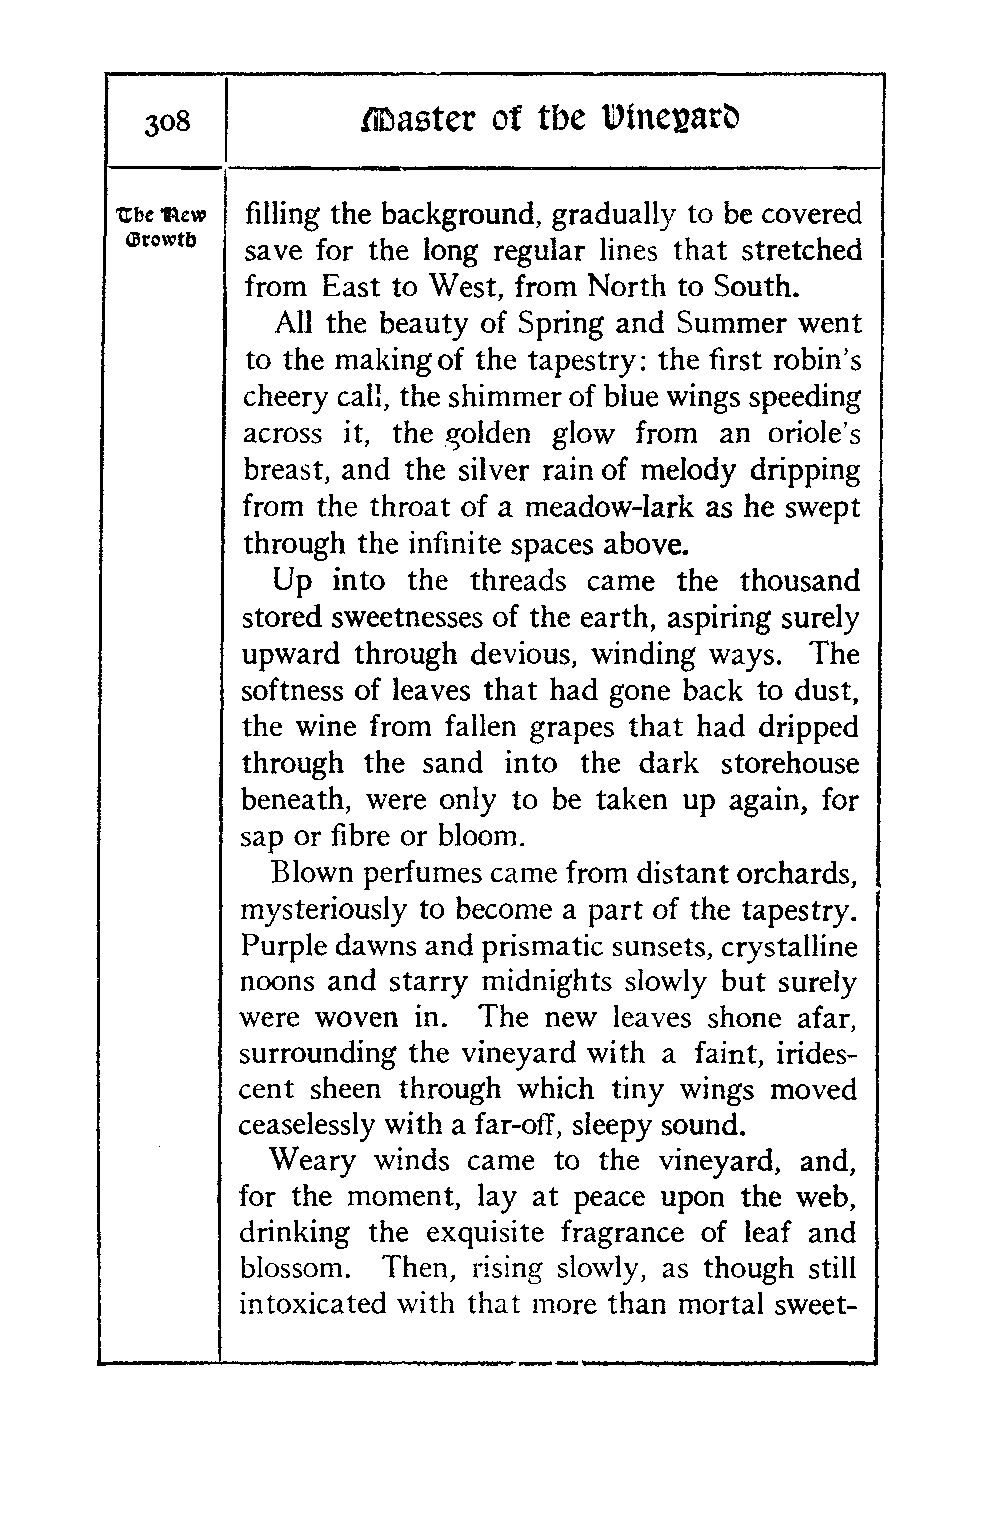 308
Master of the Vineyard
The New
Growth
filling the background, gradually to be covered
save for the long regular lines that stretched
from East to West, from North to South.
All the beauty of Spring and Summer went
to the making of the tapestry: the first robin's
cheery call, the shimmer of blue wings speeding
across it, the golden glow from an oriole's
breast, and the silver rain of melody dripping
from the throat of a meadow-lark as he swept
through the infinite spaces above.
Up into the threads came the thousand
stored sweetnesses of the earth, aspiring surely
upward through devious, winding ways. The
softness of leaves that had gone back to dust,
the wine from fallen grapes that had dripped
through the sand into the dark storehouse
beneath, were only to be taken up again, for
sap or fibre or bloom.
Blown perfumes came from distant orchards,
mysteriously to become a part of the tapestry.
Purple dawns and prismatic sunsets, crystalline
noons and starry midnights slowly but surely
were woven in. The new leaves shone afar,
surrounding the vineyard with a faint, irides-
cent sheen through which tiny wings moved
ceaselessly with a far-off, sleepy sound.
Weary winds came to the vineyard, and,
for the moment, lay at peace upon the web,
drinking the exquisite fragrance of leaf and
blossom. Then, rising slowly, as though still
intoxicated with that more than mortal sweet-